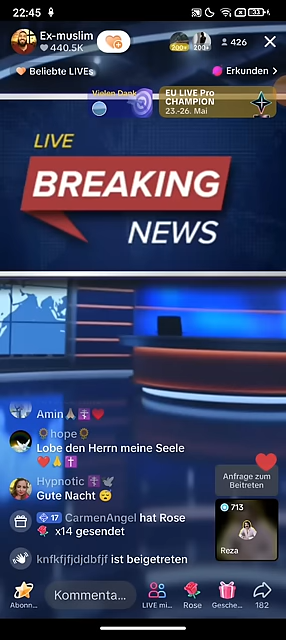 22:45
Ex-muslim
440.5K
200+
200+
426
Beliebte LIVEs
Erkunden >
Vielen Dank
EU LIVE Pro
CHAMPION
23.-26. Mai
LIVE
BREAKING
NEWS
Amin🙏🏽✝️❤️
🌻hope🌻
Lobe den Herrn meine Seele
❤️🙏✝️
Hypnotic ✝️🕊️
Gute Nacht 😴
17 CarmenAngel hat Rose
🌹 x14 gesendet
knfkfjfjdjdbfjf ist beigetreten
Anfrage zum
Beitreten
713
Reza
Abonn...
Kommenta...
LIVE mi...
Rose
Gesche...
182